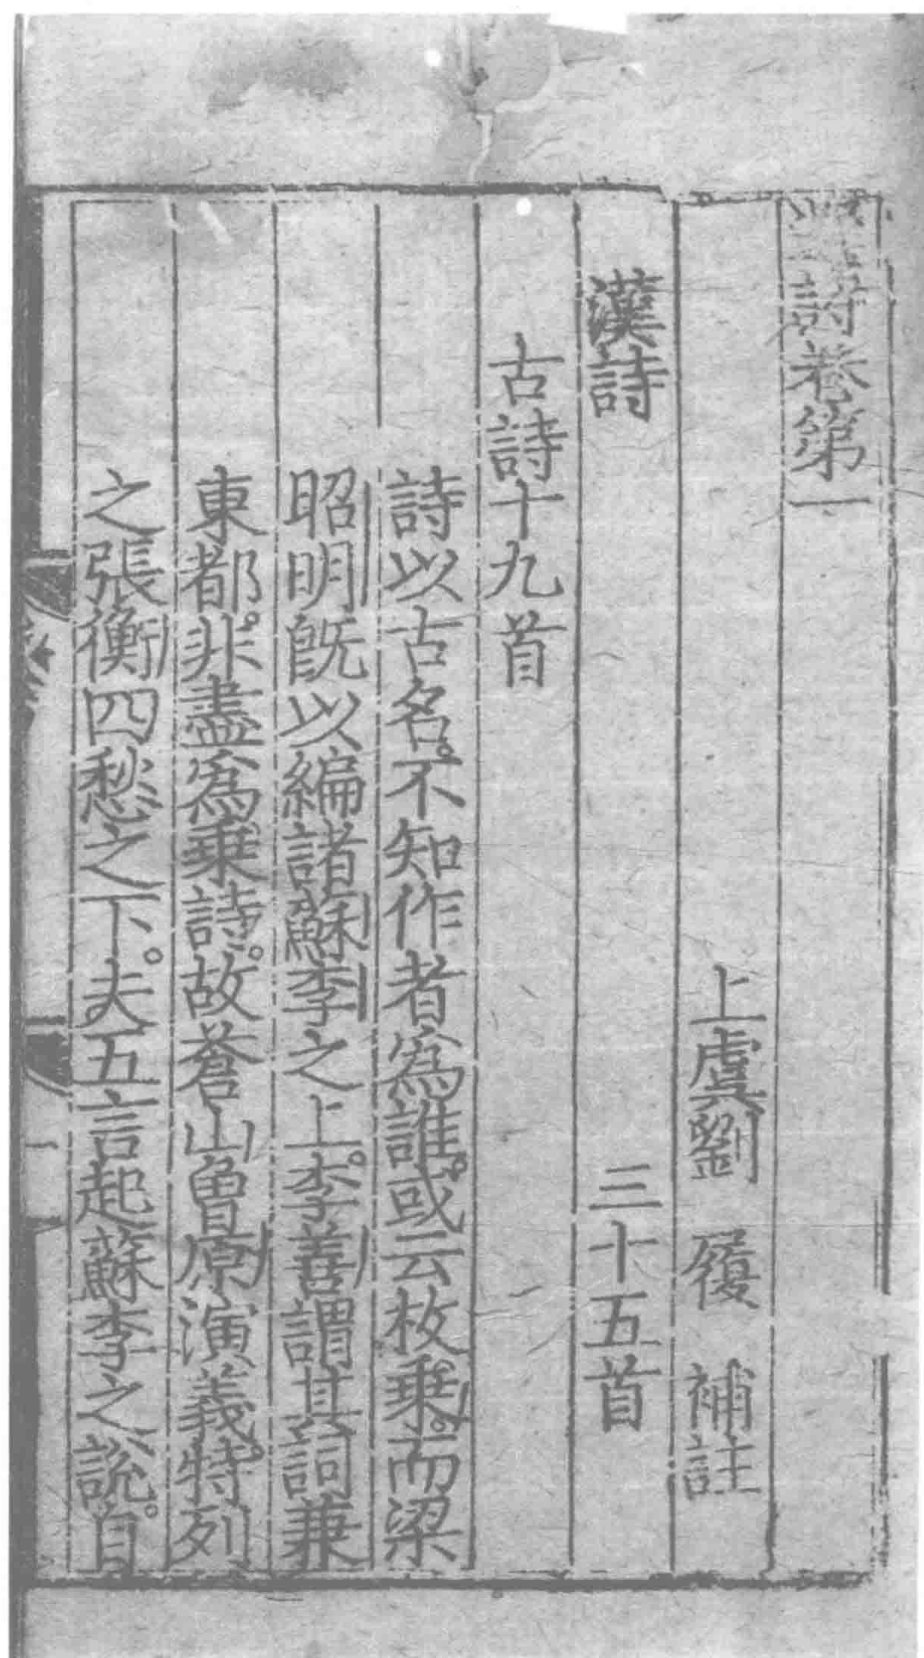 詩卷第一
上虞劉 履 補註
漢詩 三十五首
古詩十九首
詩以古名。不知作者為誰。或云枚乗。而梁
昭明旣以編諸蘇李之上。李善謂其詞兼
東都。非盡為乗詩。故蒼山曾原演義。特列
之張衡四愁之下。夫五言起蘇李之說。自